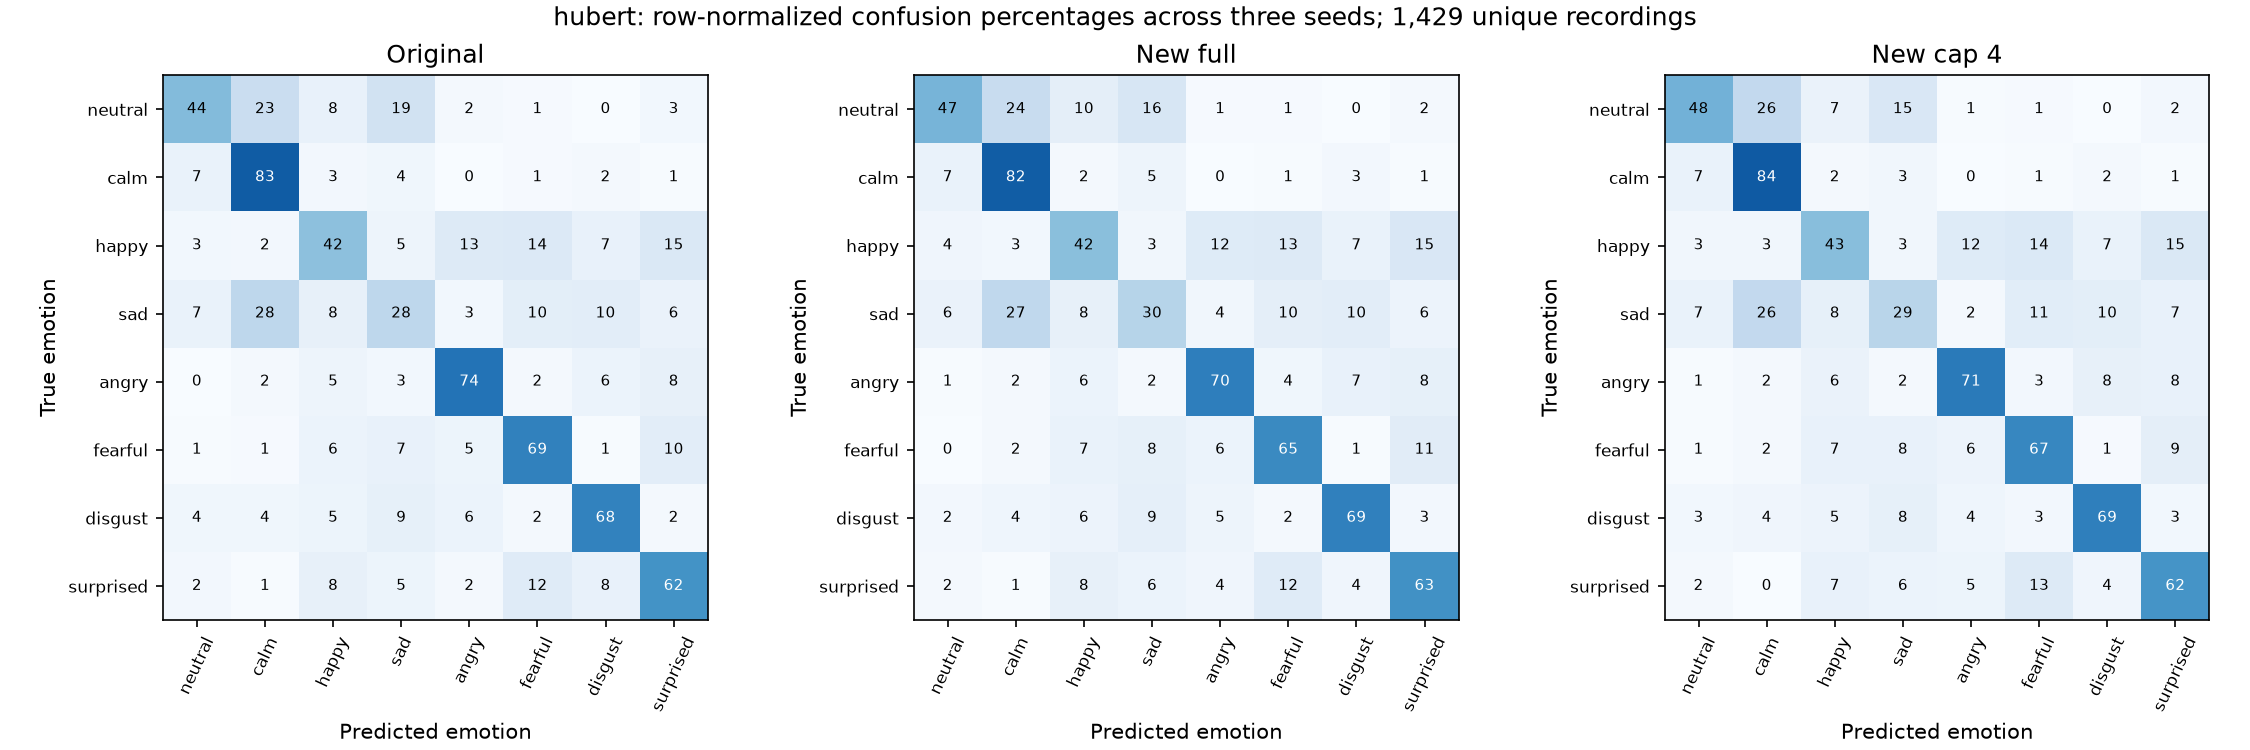 hubert: row-normalized confusion percentages across three seeds; 1,429 unique recordings
Original
True emotion
neutral 44 23 8 19 2 1 0 3
calm 7 83 3 4 0 1 2 1
happy 3 2 42 5 13 14 7 15
sad 7 28 8 28 3 10 10 6
angry 0 2 5 3 74 2 6 8
fearful 1 1 6 7 5 69 1 10
disgust 4 4 5 9 6 2 68 2
surprised 2 1 8 5 2 12 8 62
neutral calm happy sad angry fearful disgust surprised
Predicted emotion
New full
True emotion
neutral 47 24 10 16 1 1 0 2
calm 7 82 2 5 0 1 3 1
happy 4 3 42 3 12 13 7 15
sad 6 27 8 30 4 10 10 6
angry 1 2 6 2 70 4 7 8
fearful 0 2 7 8 6 65 1 11
disgust 2 4 6 9 5 2 69 3
surprised 2 1 8 6 4 12 4 63
neutral calm happy sad angry fearful disgust surprised
Predicted emotion
New cap 4
True emotion
neutral 48 26 7 15 1 1 0 2
calm 7 84 2 3 0 1 2 1
happy 3 3 43 3 12 14 7 15
sad 7 26 8 29 2 11 10 7
angry 1 2 6 2 71 3 8 8
fearful 1 2 7 8 6 67 1 9
disgust 3 4 5 8 4 3 69 3
surprised 2 0 7 6 5 13 4 62
neutral calm happy sad angry fearful disgust surprised
Predicted emotion